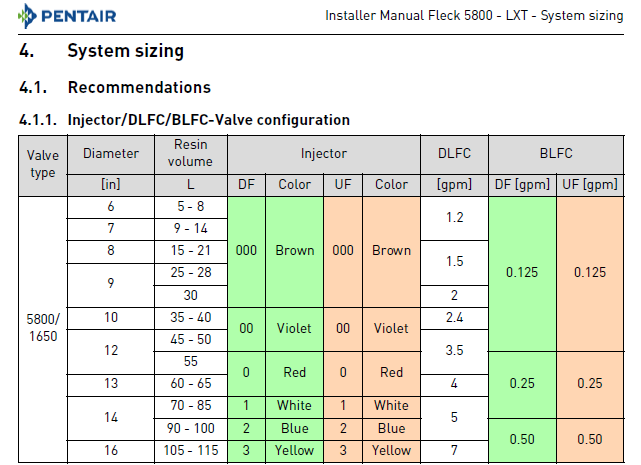 PENTAIR
Installer Manual Fleck 5800 - LXT - System sizing
4. System sizing
4.1. Recommendations
4.1.1. Injector/DLFC/BLFC-Valve configuration
Valve type Diameter Resin volume Injector DLFC BLFC
[in] L DF Color UF Color [gpm] DF [gpm] UF [gpm]
5800/
1650
6 5 - 8 000 Brown 000 Brown 1.2 0.125 0.125
7 9 - 14
8 15 - 21 1.5
9 25 - 28
30 2
10 35 - 40 00 Violet 00 Violet 2.4
12 45 - 50 3.5
55 0 Red 0 Red 0.25 0.25
13 60 - 65 4
14 70 - 85 1 White 1 White 5
90 - 100 2 Blue 2 Blue 0.50 0.50
16 105 - 115 3 Yellow 3 Yellow 7